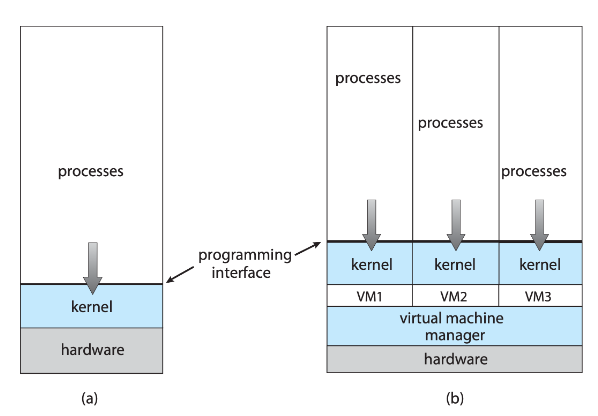 processes
kernel
hardware
(a)
programming
interface
processes
processes
processes
kernel
kernel
kernel
VM1
VM2
VM3
virtual machine
manager
hardware
(b)